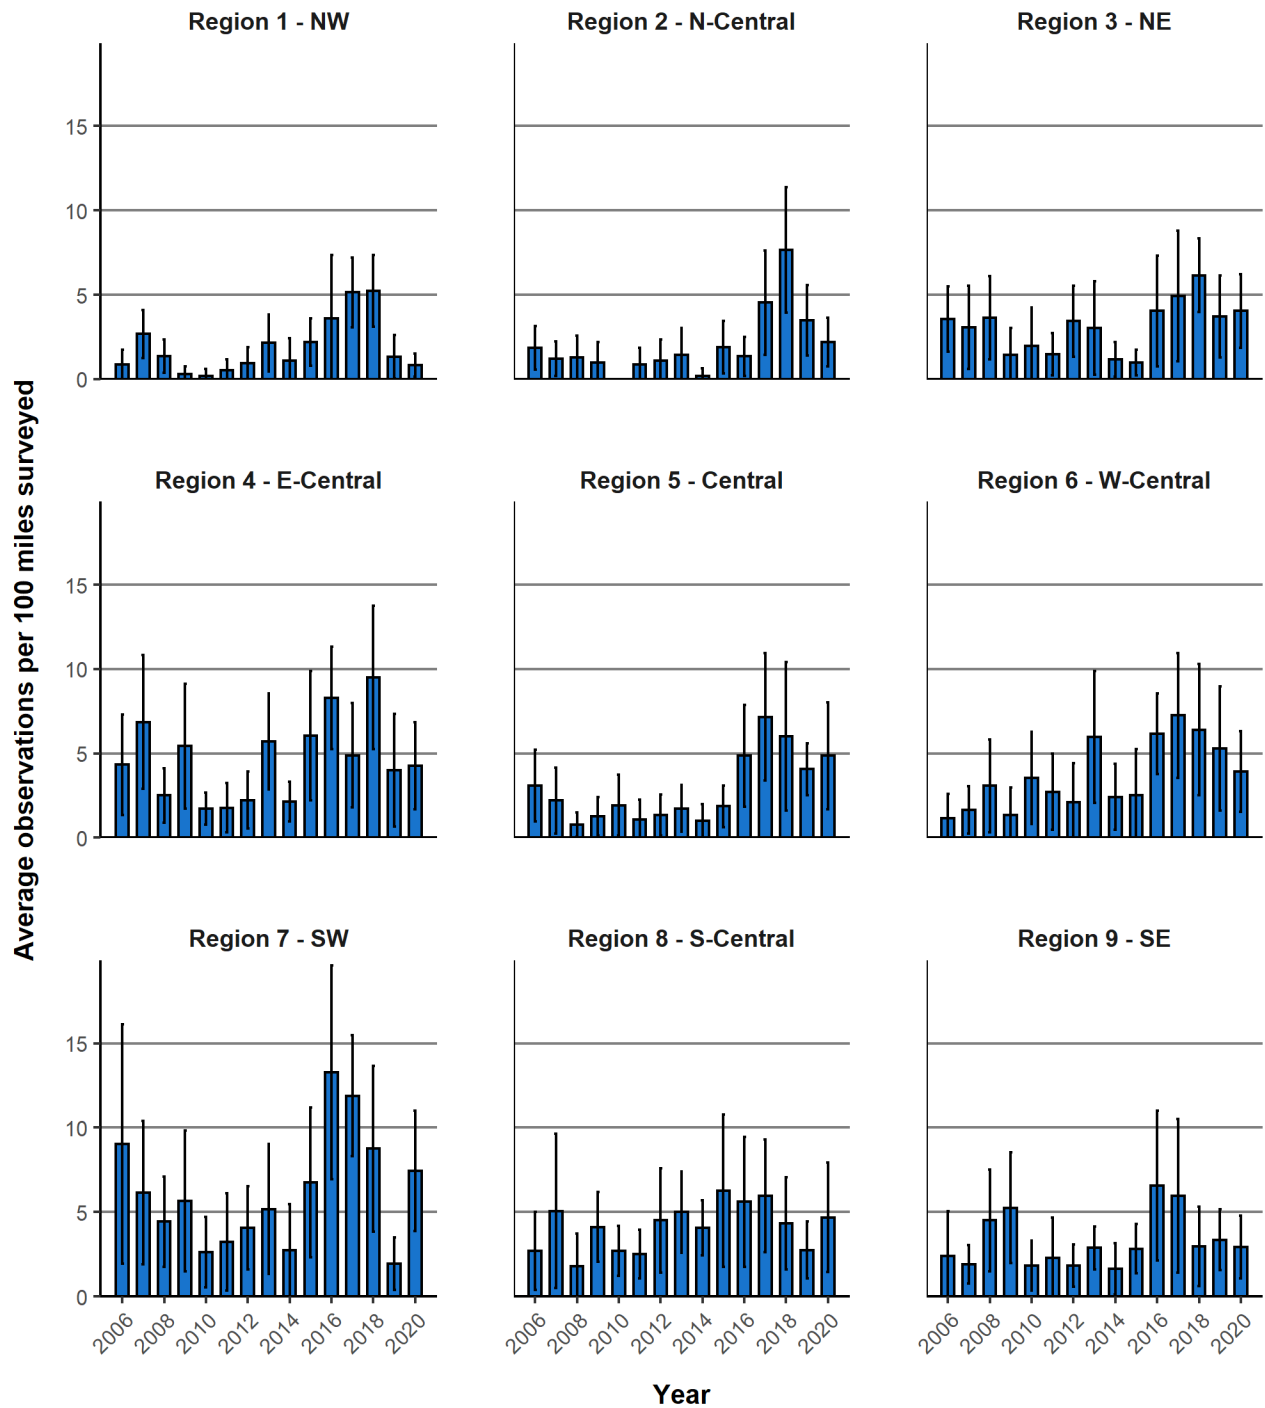 Region 1 - NW
Region 2 - N-Central
Region 3 - NE
15
10
5
0
Region 4 - E-Central
Region 5 - Central
Region 6 - W-Central
15
10
5
0
Region 7 - SW
Region 8 - S-Central
Region 9 - SE
15
10
5
0
2006 2008 2010 2012 2014 2016 2018 2020
2006 2008 2010 2012 2014 2016 2018 2020
2006 2008 2010 2012 2014 2016 2018 2020
Year
Average observations per 100 miles surveyed